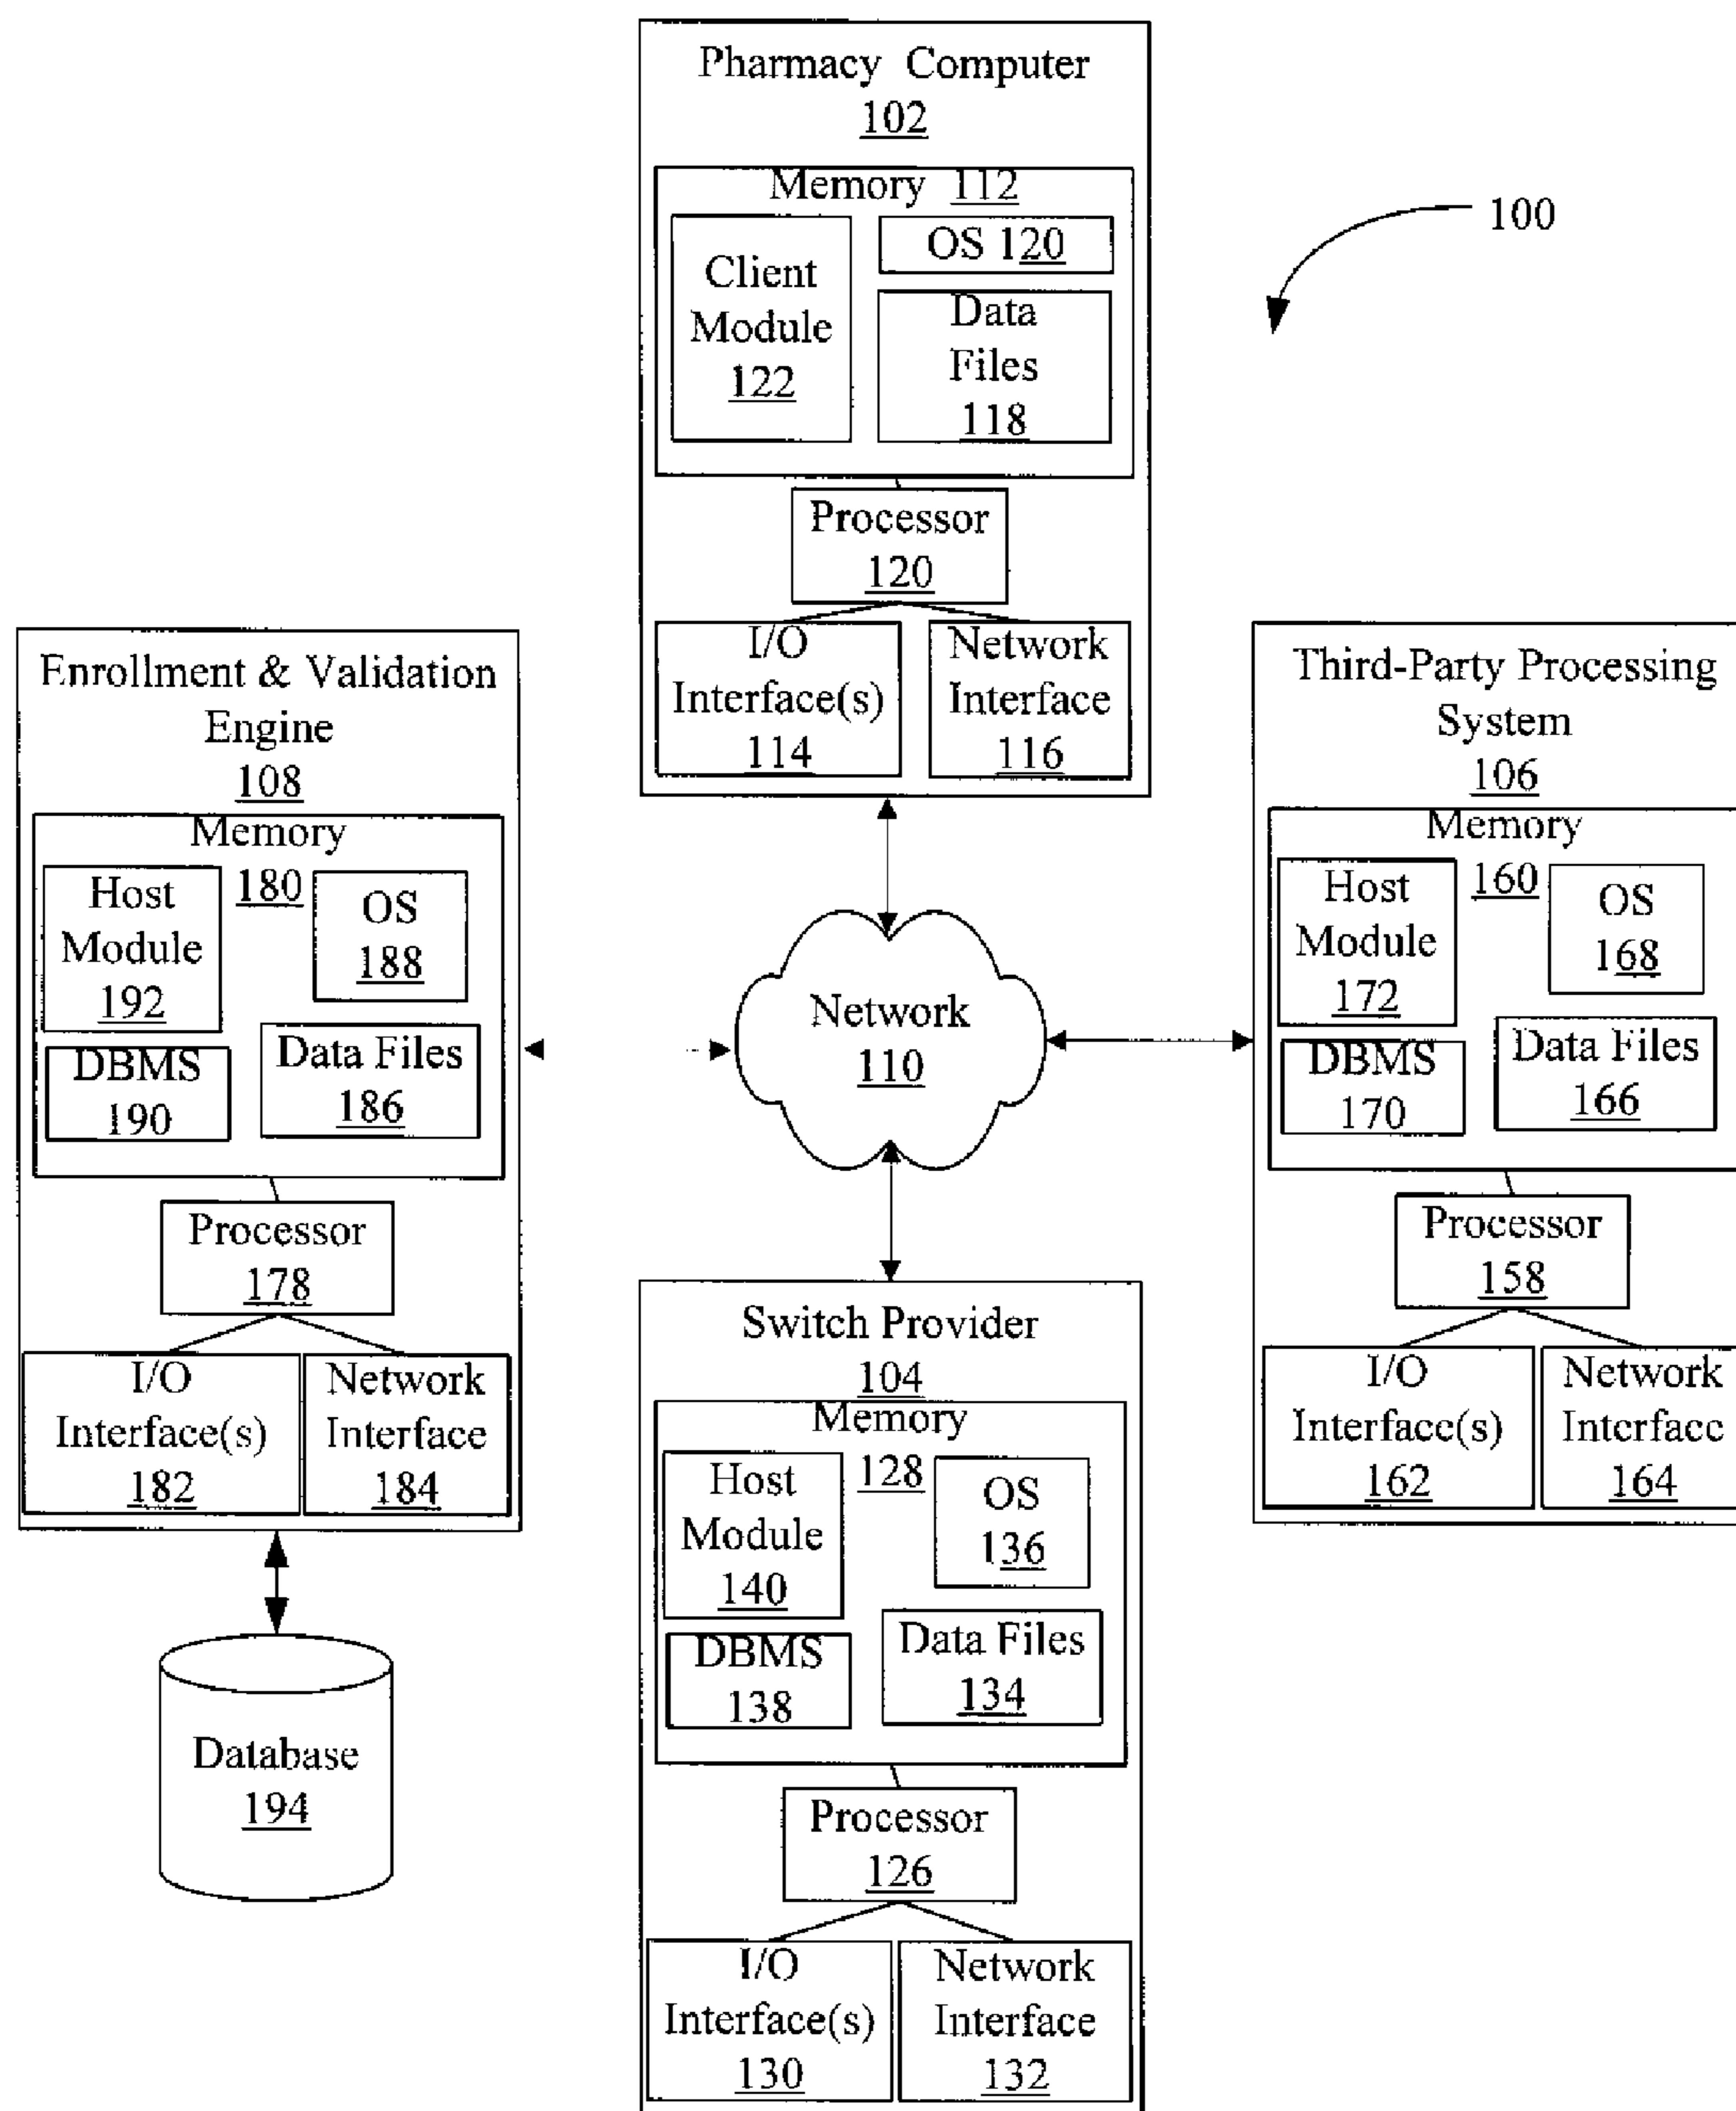 Pharmacy Computer
102
Memory 112
Client
Module
122
OS 120
Data
Files
118
Processor
120
I/O
Interface(s)
114
Network
Interface
116
100
Enrollment & Validation
Engine
108
Memory
180
Host
Module
192
OS
188
DBMS
190
Data Files
186
Processor
178
I/O
Interface(s)
182
Network
Interface
184
Database
194
Network
110
Third-Party Processing
System
106
Memory
160
Host
Module
172
OS
168
DBMS
170
Data Files
166
Processor
158
I/O
Interface(s)
162
Network
Interface
164
Switch Provider
104
Memory
128
Host
Module
140
OS
136
DBMS
138
Data Files
134
Processor
126
I/O
Interface(s)
130
Network
Interface
132